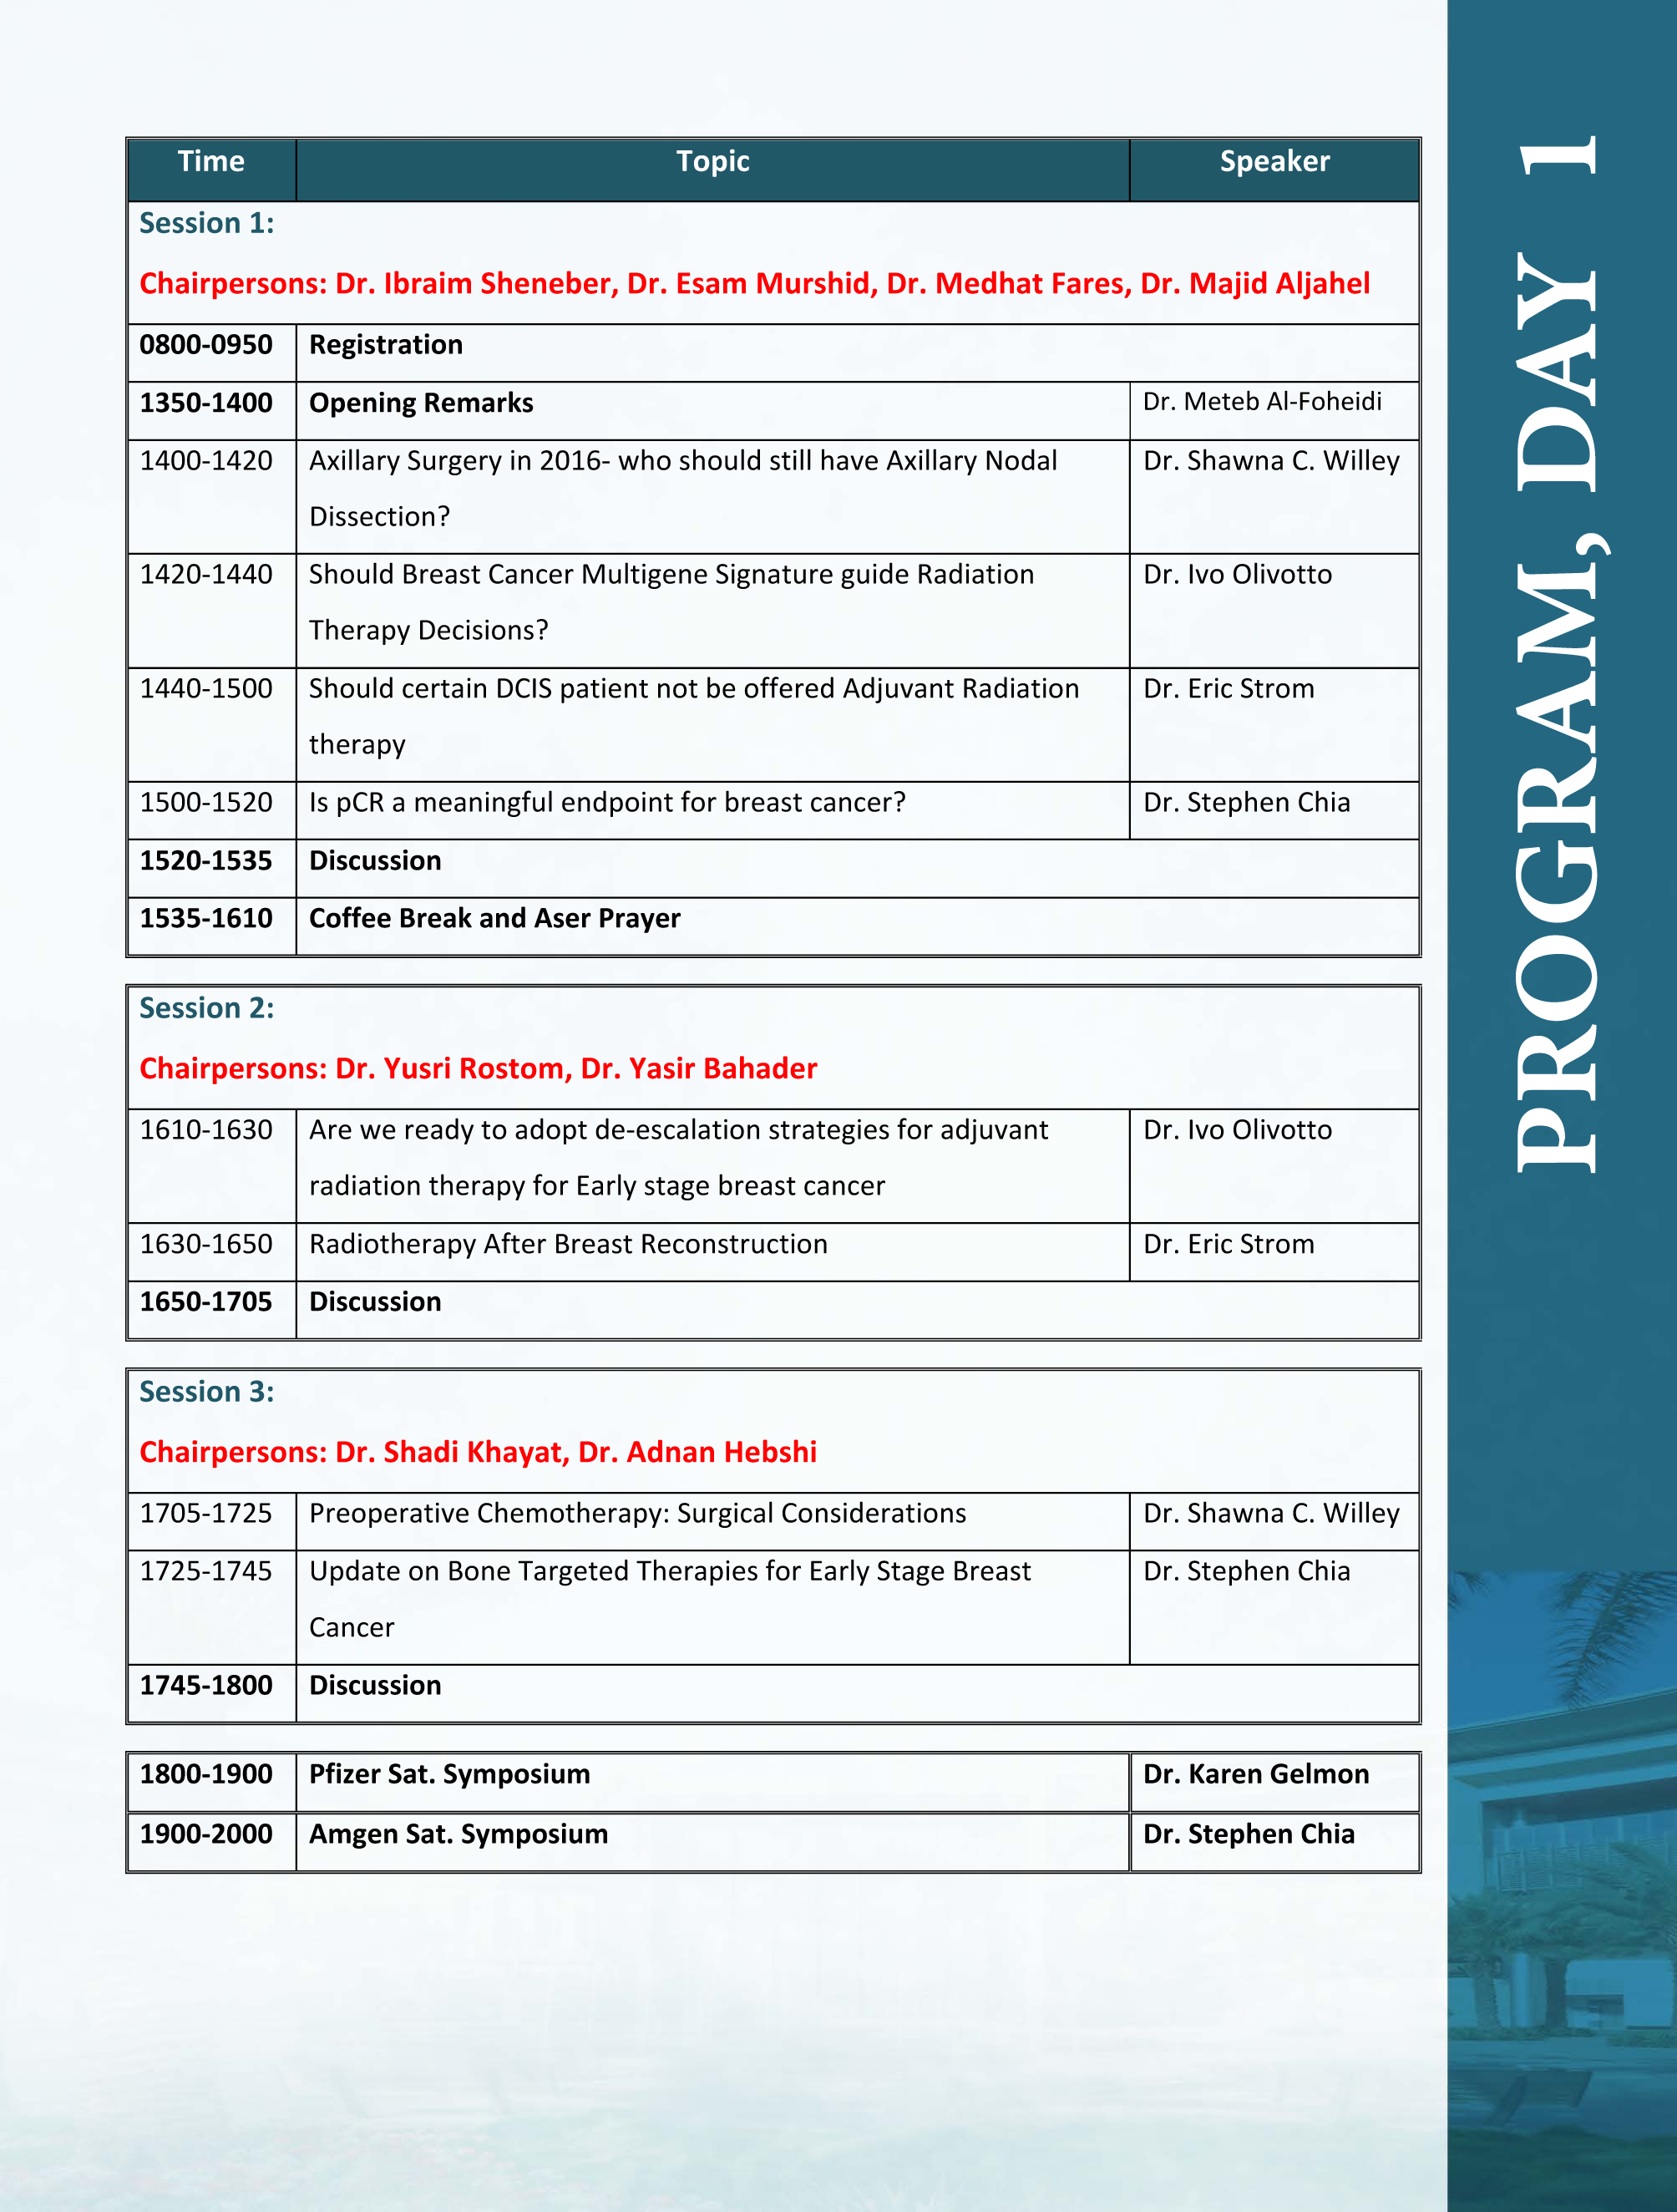 Time Topic Speaker
Session 1:
Chairpersons: Dr. Ibraim Sheneber, Dr. Esam Murshid, Dr. Medhat Fares, Dr. Majid Aljahel
0800-0950 Registration
1350-1400 Opening Remarks Dr. Meteb Al-Foheidi
1400-1420 Axillary Surgery in 2016- who should still have Axillary Nodal Dr. Shawna C. Willey
Dissection?
1420-1440 Should Breast Cancer Multigene Signature guide Radiation Dr. Ivo Olivotto
Therapy Decisions?
1440-1500 Should certain DCIS patient not be offered Adjuvant Radiation Dr. Eric Strom
therapy
1500-1520 Is pCR a meaningful endpoint for breast cancer? Dr. Stephen Chia
1520-1535 Discussion
1535-1610 Coffee Break and Aser Prayer
Session 2:
Chairpersons: Dr. Yusri Rostom, Dr. Yasir Bahader
1610-1630 Are we ready to adopt de-escalation strategies for adjuvant Dr. Ivo Olivotto
radiation therapy for Early stage breast cancer
1630-1650 Radiotherapy After Breast Reconstruction Dr. Eric Strom
1650-1705 Discussion
Session 3:
Chairpersons: Dr. Shadi Khayat, Dr. Adnan Hebshi
1705-1725 Preoperative Chemotherapy: Surgical Considerations Dr. Shawna C. Willey
1725-1745 Update on Bone Targeted Therapies for Early Stage Breast Dr. Stephen Chia
Cancer
1745-1800 Discussion
1800-1900 Pfizer Sat. Symposium Dr. Karen Gelmon
1900-2000 Amgen Sat. Symposium Dr. Stephen Chia
PROGRAM, DAY 1